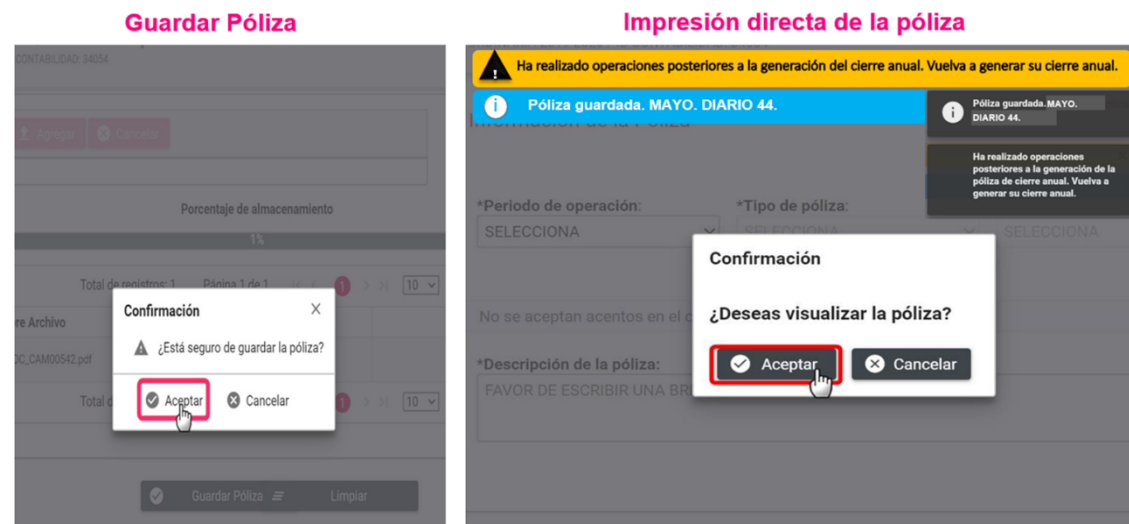 Guardar Póliza
CONTABILIDAD: 34054
Agregar Cancelar
Porcentaje de almacenamiento
1%
Total de registros: 1 Página 1 de 1 1 10
Confirmación X
re Archivo
¿Está seguro de guardar la póliza?
OC_CAM00542.pdf
Aceptar Cancelar
Total d 1 10
Guardar Póliza Limpiar
Impresión directa de la póliza
Ha realizado operaciones posteriores a la generación del cierre anual. Vuelva a generar su cierre anual.
Póliza guardada. MAYO. DIARIO 44.
Póliza guardada. MAYO.
DIARIO 44.
Información de la Póliza
Ha realizado operaciones
posteriores a la generación de la
póliza de cierre anual. Vuelva a
generar su cierre anual.
*Periodo de operación: *Tipo de póliza:
SELECCIONA SELECCIONA SELECCIONA
Confirmación
¿Deseas visualizar la póliza?
No se aceptan acentos en el c
Aceptar Cancelar
*Descripción de la póliza:
FAVOR DE ESCRIBIR UNA BR